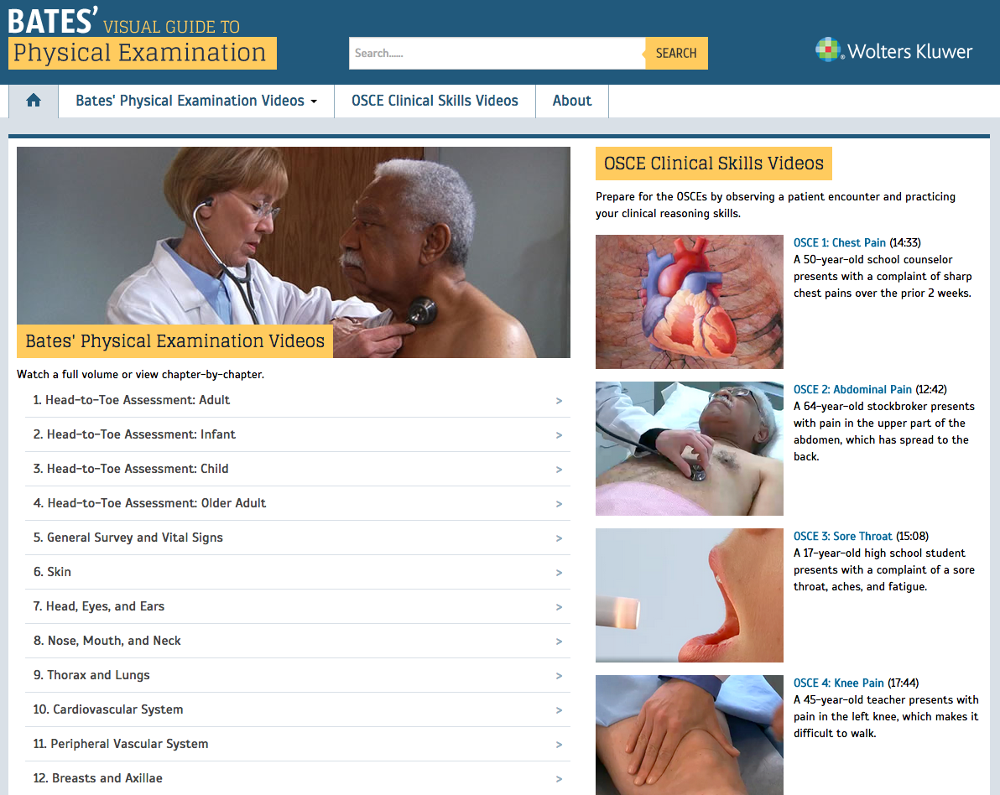 BATES' VISUAL GUIDE TO
Physical Examination
Search......
SEARCH
Wolters Kluwer
Bates' Physical Examination Videos
OSCE Clinical Skills Videos
About
Bates' Physical Examination Videos
Watch a full volume or view chapter-by-chapter.
1. Head-to-Toe Assessment: Adult >
2. Head-to-Toe Assessment: Infant >
3. Head-to-Toe Assessment: Child >
4. Head-to-Toe Assessment: Older Adult >
5. General Survey and Vital Signs >
6. Skin >
7. Head, Eyes, and Ears >
8. Nose, Mouth, and Neck >
9. Thorax and Lungs >
10. Cardiovascular System >
11. Peripheral Vascular System >
12. Breasts and Axillae >
OSCE Clinical Skills Videos
Prepare for the OSCEs by observing a patient encounter and practicing
your clinical reasoning skills.
OSCE 1: Chest Pain (14:33)
A 50-year-old school counselor
presents with a complaint of sharp
chest pains over the prior 2 weeks.
OSCE 2: Abdominal Pain (12:42)
A 64-year-old stockbroker presents
with pain in the upper part of the
abdomen, which has spread to the
back.
OSCE 3: Sore Throat (15:08)
A 17-year-old high school student
presents with a complaint of a sore
throat, aches, and fatigue.
OSCE 4: Knee Pain (17:44)
A 45-year-old teacher presents with
pain in the left knee, which makes it
difficult to walk.